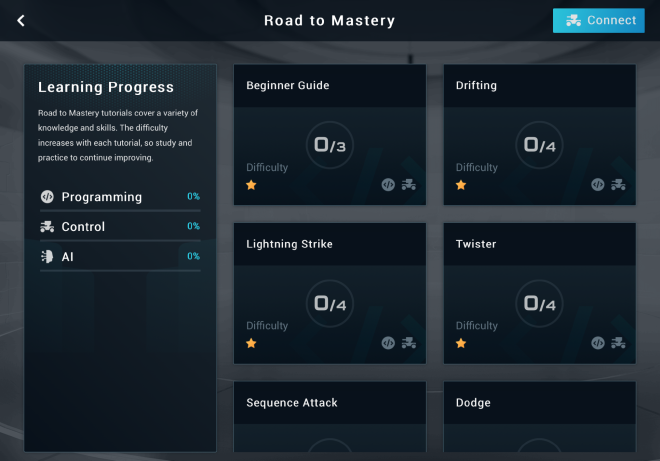 Road to Mastery
Connect
Learning Progress
Road to Mastery tutorials cover a variety of
knowledge and skills. The difficulty
increases with each tutorial, so study and
practice to continue improving.
Programming 0%
Control 0%
AI 0%
Beginner Guide
0/3
Difficulty
Drifting
0/4
Difficulty
Lightning Strike
0/4
Difficulty
Twister
0/4
Difficulty
Sequence Attack
Dodge